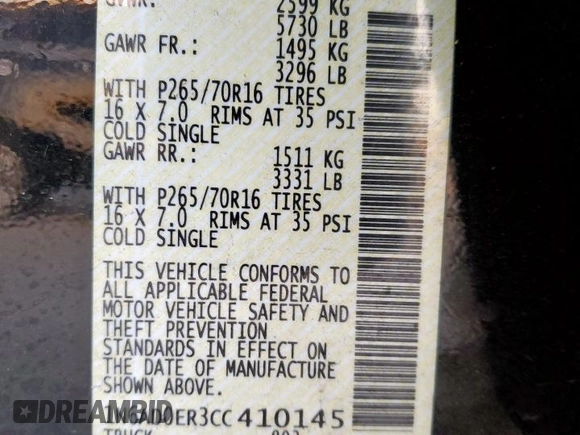 GVWR: 2599 KG
5730 LB
GAWR FR.: 1495 KG
3296 LB
WITH P265/70R16 TIRES
16 X 7.0 RIMS AT 35 PSI
COLD SINGLE
GAWR RR.: 1511 KG
3331 LB
WITH P265/70R16 TIRES
16 X 7.0 RIMS AT 35 PSI
COLD SINGLE
THIS VEHICLE CONFORMS TO
ALL APPLICABLE FEDERAL
MOTOR VEHICLE SAFETY AND
THEFT PREVENTION
STANDARDS IN EFFECT ON
THE DATE OF MANUFACTURE
SHOWN ABOVE.
1N6AD0ER3CC410145
DREAMBID
TRUCK